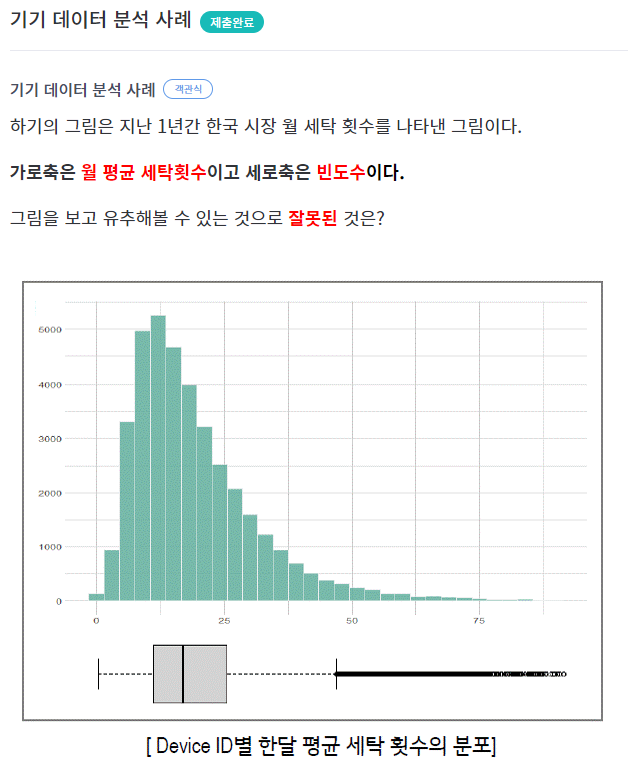 기기 데이터 분석 사례 제출완료
기기 데이터 분석 사례 객관식
하기의 그림은 지난 1년간 한국 시장 월 세탁 횟수를 나타낸 그림이다.
가로축은 월 평균 세탁횟수이고 세로축은 빈도수이다.
그림을 보고 유추해볼 수 있는 것으로 잘못된 것은?
5000
4000
3000
2000
1000
0
0 25 50 75
[ Device ID별 한달 평균 세탁 횟수의 분포]